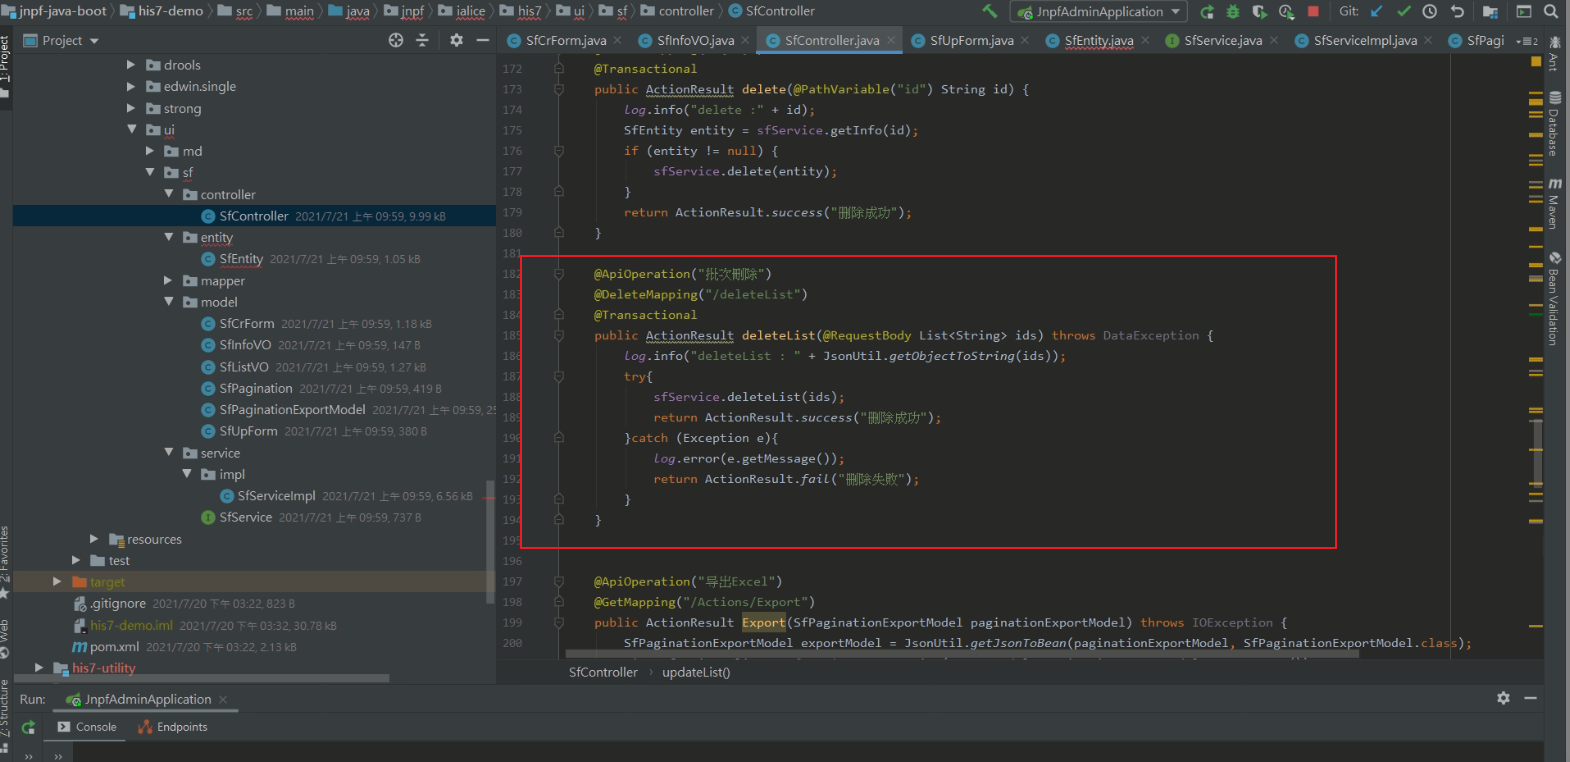 jnpf-java-boot his7-demo src main java jnpf ialice his7 ui sf controller SfController JnpfAdminApplication Git:
Project SfCrForm.java SfInfoVO.java SfController.java SfUpForm.java SfEntity.java SfService.java SfServiceImpl.java SfPagi
1: Project
drools
edwin.single
strong
ui
md
sf
controller
SfController 2021/7/21 上午 09:59, 9.99 kB
entity
SfEntity 2021/7/21 上午 09:59, 1.05 kB
mapper
model
SfCrForm 2021/7/21 上午 09:59, 1.18 kB
SfInfoVO 2021/7/21 上午 09:59, 147 B
SfListVO 2021/7/21 上午 09:59, 1.27 kB
SfPagination 2021/7/21 上午 09:59, 419 B
SfPaginationExportModel 2021/7/21 上午 09:59, 25
SfUpForm 2021/7/21 上午 09:59, 380 B
service
impl
SfServiceImpl 2021/7/21 上午 09:59, 6.56 kB
SfService 2021/7/21 上午 09:59, 737 B
resources
test
target
.gitignore 2021/7/20 下午 03:22, 823 B
his7-demo.iml 2021/7/20 下午 03:32, 30.78 kB
pom.xml 2021/7/20 下午 03:22, 2.13 kB
his7-utility
2: Favorites
Web
Z: Structure
172 @Transactional
173 public ActionResult delete(@PathVariable("id") String id) {
174 log.info("delete :" + id);
175 SfEntity entity = sfService.getInfo(id);
176 if (entity != null) {
177 sfService.delete(entity);
178 }
179 return ActionResult.success("刪除成功");
180 }
181
182 @ApiOperation("批次刪除")
183 @DeleteMapping("/deleteList")
184 @Transactional
185 public ActionResult deleteList(@RequestBody List<String> ids) throws DataException {
186 log.info("deleteList : " + JsonUtil.getObjectToString(ids));
187 try{
188 sfService.deleteList(ids);
189 return ActionResult.success("刪除成功");
190 }catch (Exception e){
191 log.error(e.getMessage());
192 return ActionResult.fail("刪除失敗");
193 }
194 }
195
196
197 @ApiOperation("导出Excel")
198 @GetMapping("/Actions/Export")
199 public ActionResult Export(SfPaginationExportModel paginationExportModel) throws IOException {
200 SfPaginationExportModel exportModel = JsonUtil.getJsonToBean(paginationExportModel, SfPaginationExportModel.class);
SfController updateList()
Ant
Database
Maven
Bean Validation
Run: JnpfAdminApplication
Console Endpoints